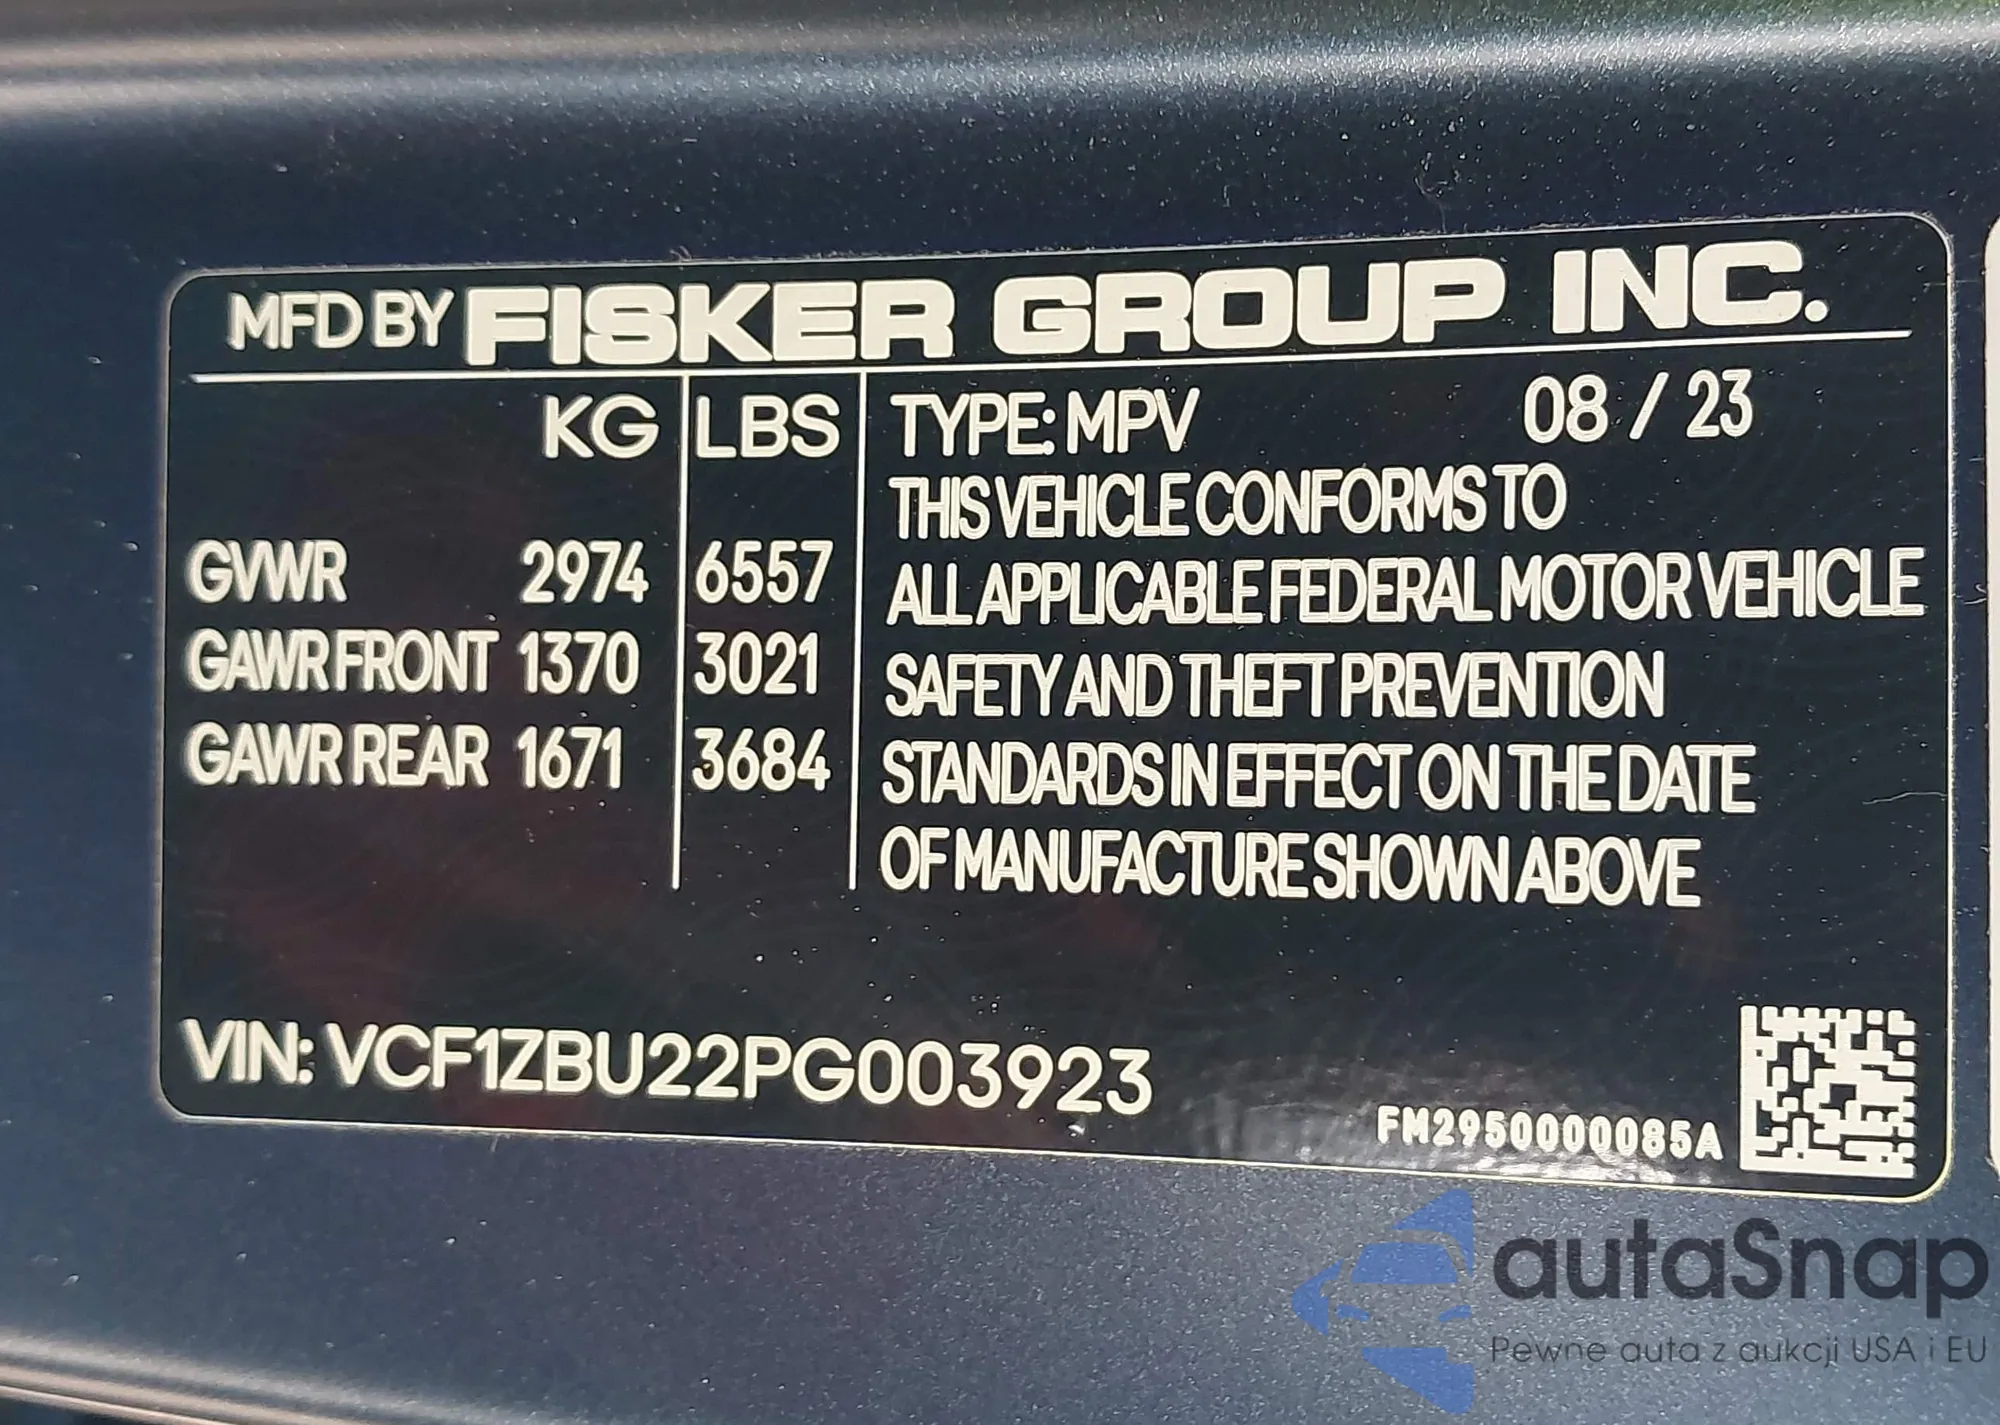 MFD BY FISKER GROUP INC.
KG LBS
GVWR 2974 6557
GAWR FRONT 1370 3021
GAWR REAR 1671 3684
TYPE: MPV 08 / 23
THIS VEHICLE CONFORMS TO
ALL APPLICABLE FEDERAL MOTOR VEHICLE
SAFETY AND THEFT PREVENTION
STANDARDS IN EFFECT ON THE DATE
OF MANUFACTURE SHOWN ABOVE
VIN: VCF1ZBU22PG003923
FM2950000085A
autaSnap
Pewne auta z aukcji USA i EU